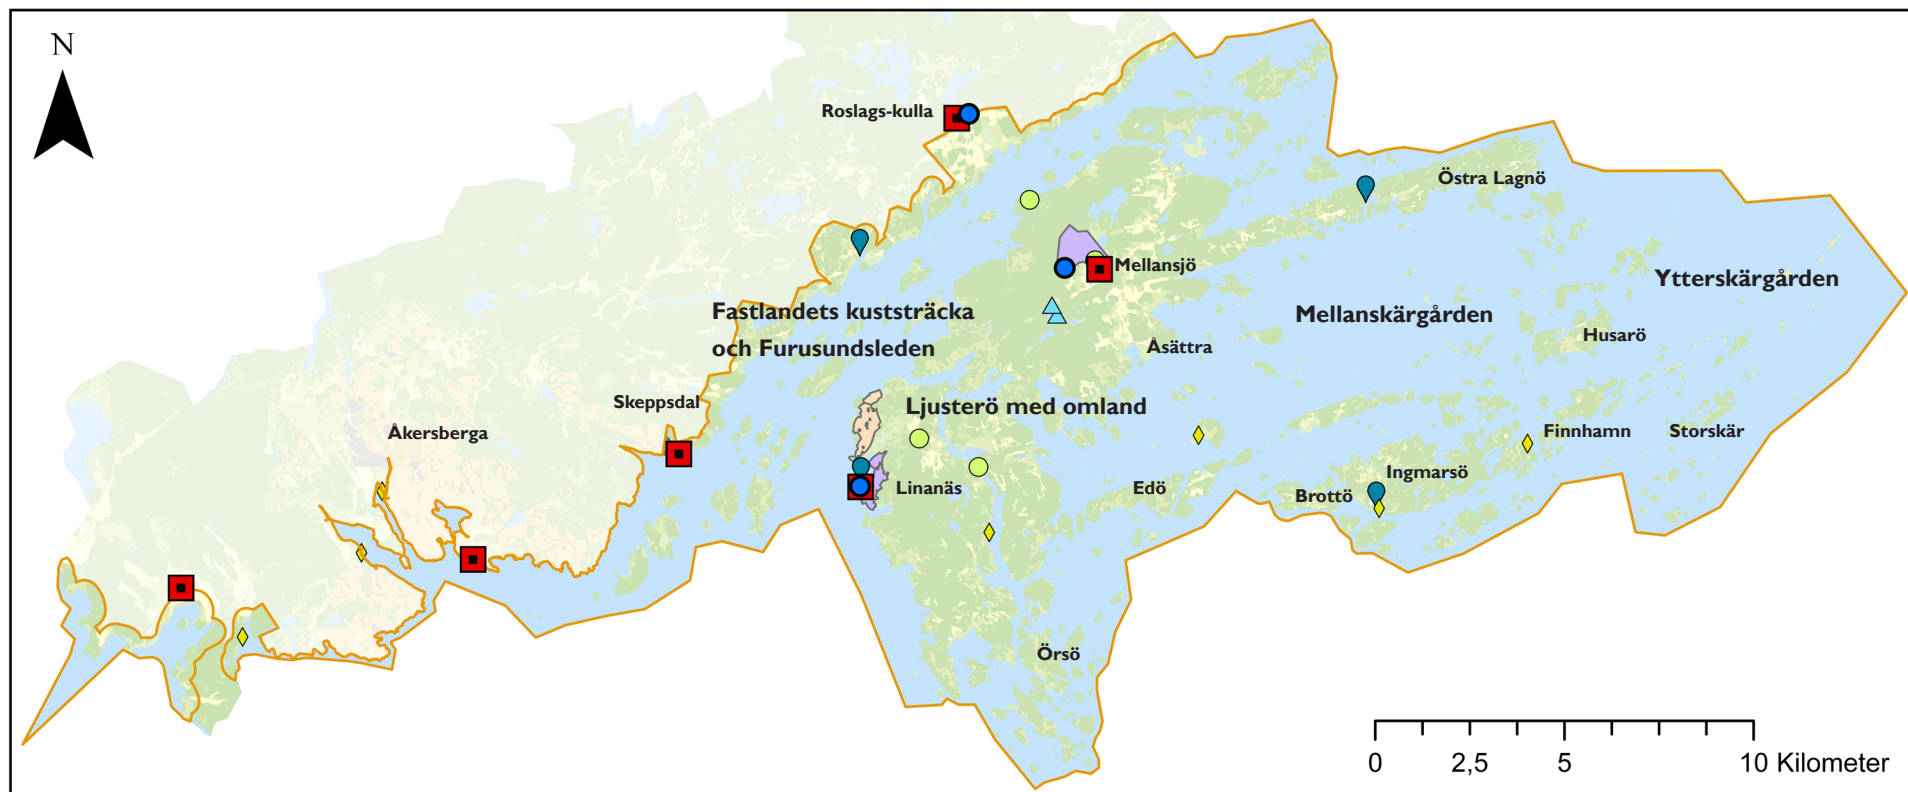 N
Roslags-kulla
Östra Lagnö
Mellansjö
Ytterskärgården
Fastlandets kuststräcka
och Furusundsleden
Mellanskärgården
Husarö
Åsättra
Skeppsdal
Ljusterö med omland
Åkersberga
Finnhamn
Storskär
Ingmarsö
Linanäs
Edö
Brottö
Örsö
0
2,5
5
10 Kilometer